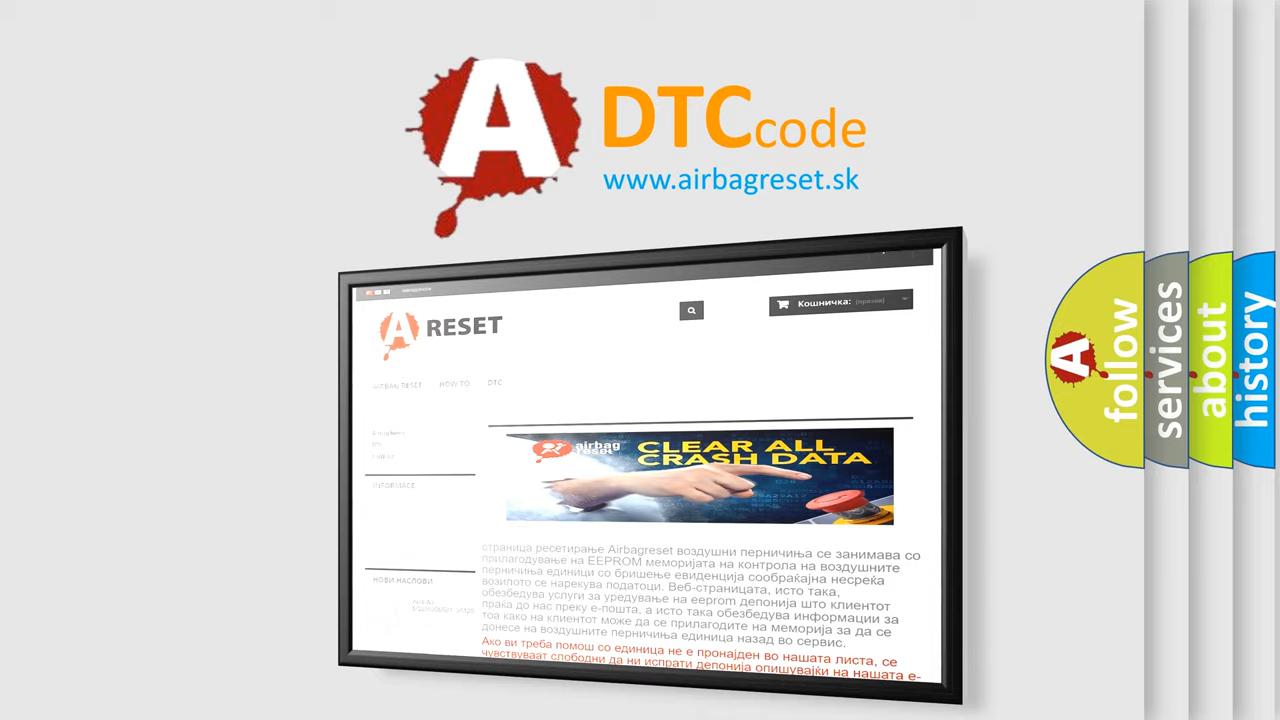 A DTC code
www.airbagreset.sk
A RESET
Кошничка: (празни)
AIRBAG RESET HOW TO DTC
airbag
reset
CLEAR ALL
CRASH DATA
INFORMACE
НОВИ НАСЛОВИ
страница ресетирање Airbagreset воздушни перничиња се занимава со
прилагодување на EEPROM меморијата на контрола на воздушните
перничиња единици со бришење евиденција сообраќајна несреќа
возилото се нарекува податоци. Веб-страницата, исто така,
обезбедува услуги за уредување на eeprom депонија што клиентот
праќа до нас преку е-пошта, а исто така обезбедува информации за
тоа како на клиентот може да се прилагодите на меморија за да се
донесе на воздушните перничиња единица назад во сервис.
Ако ви треба помош со единица не е пронајден во нашата листа, се
чувствуваат слободни да ни испрати депонија опишувајќи на нашата е-
A follow
services
about
history